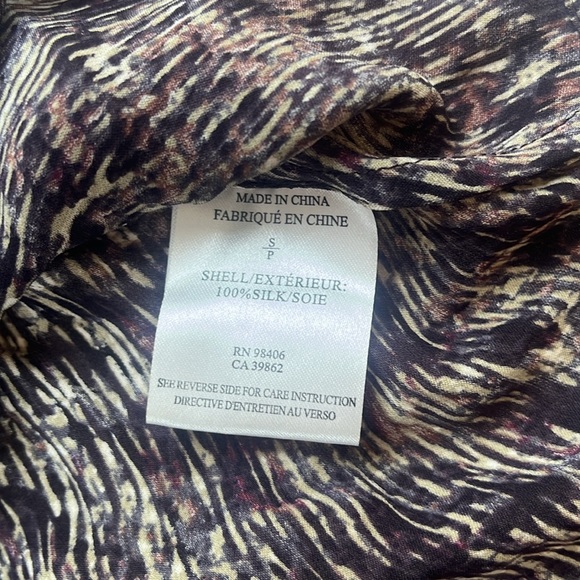 MADE IN CHINA
FABRIQUÉ EN CHINE
S
P
SHELL/EXTÉRIEUR:
100%SILK/SOIE
RN 98406
CA 39862
SEE REVERSE SIDE FOR CARE INSTRUCTION
DIRECTIVE D'ENTRETIEN AU VERSO